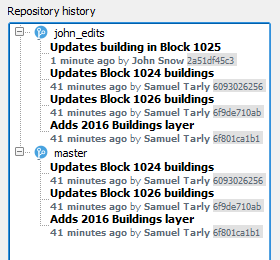 Repository history
john_edits
Updates building in Block 1025
1 minute ago by John Snow 2a51df45c3
Updates Block 1024 buildings
41 minutes ago by Samuel Tarly 6093026256
Updates Block 1026 buildings
41 minutes ago by Samuel Tarly 6f9de710ab
Adds 2016 Buildings layer
41 minutes ago by Samuel Tarly 6f801ca1b1
master
Updates Block 1024 buildings
41 minutes ago by Samuel Tarly 6093026256
Updates Block 1026 buildings
41 minutes ago by Samuel Tarly 6f9de710ab
Adds 2016 Buildings layer
41 minutes ago by Samuel Tarly 6f801ca1b1